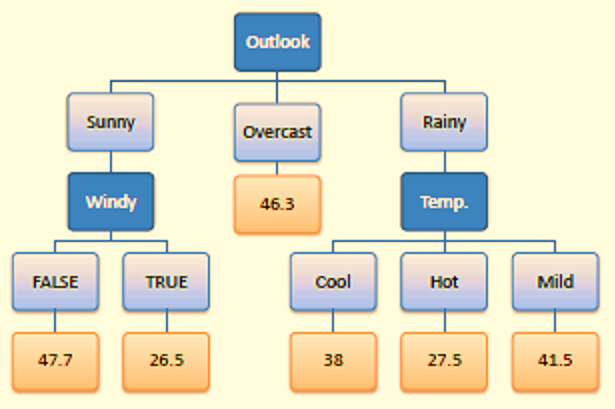 Outlook
Sunny
Overcast
Rainy
Windy
46.3
Temp.
FALSE
TRUE
Cool
Hot
Mild
47.7
26.5
38
27.5
41.5